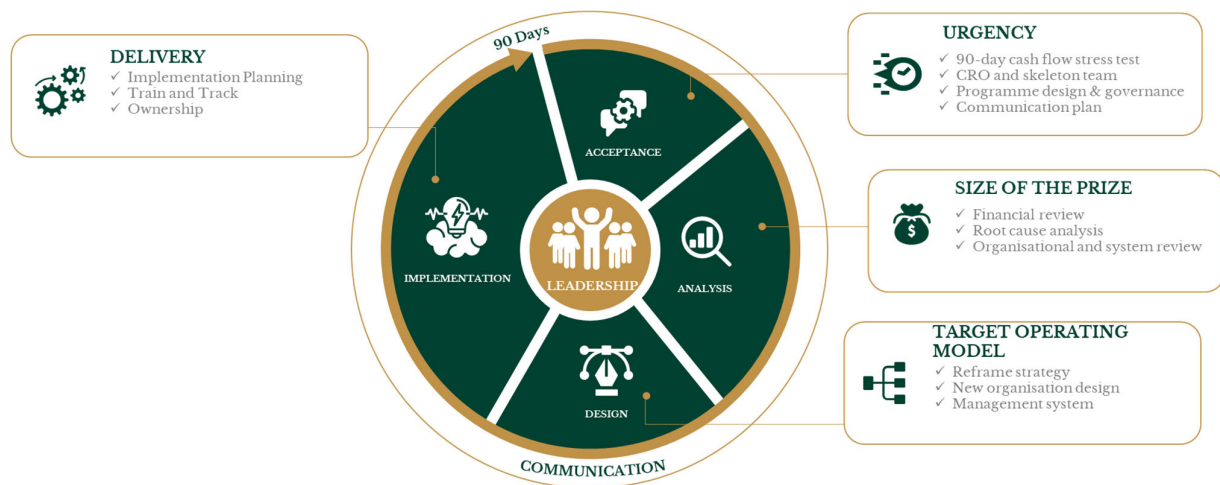 90 Days
DELIVERY
✓ Implementation Planning
✓ Train and Track
✓ Ownership
URGENCY
✓ 90-day cash flow stress test
✓ CRO and skeleton team
✓ Programme design & governance
✓ Communication plan
ACCEPTANCE
SIZE OF THE PRIZE
✓ Financial review
✓ Root cause analysis
✓ Organisational and system review
$
IMPLEMENTATION
LEADERSHIP
ANALYSIS
TARGET OPERATING
MODEL
✓ Reframe strategy
✓ New organisation design
✓ Management system
DESIGN
COMMUNICATION